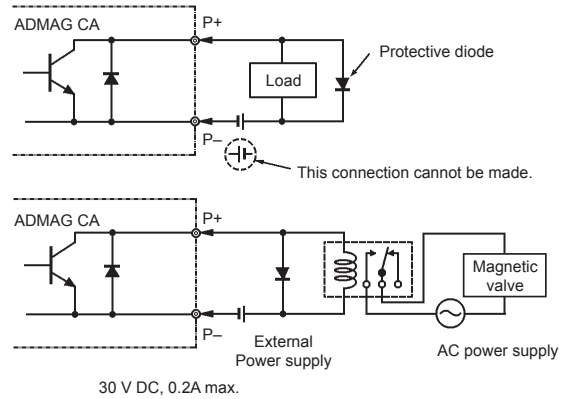 ADMAG CA
P+
Protective diode
Load
P–
This connection cannot be made.
ADMAG CA
P+
Magnetic
valve
P–
External
Power supply
AC power supply
30 V DC, 0.2A max.